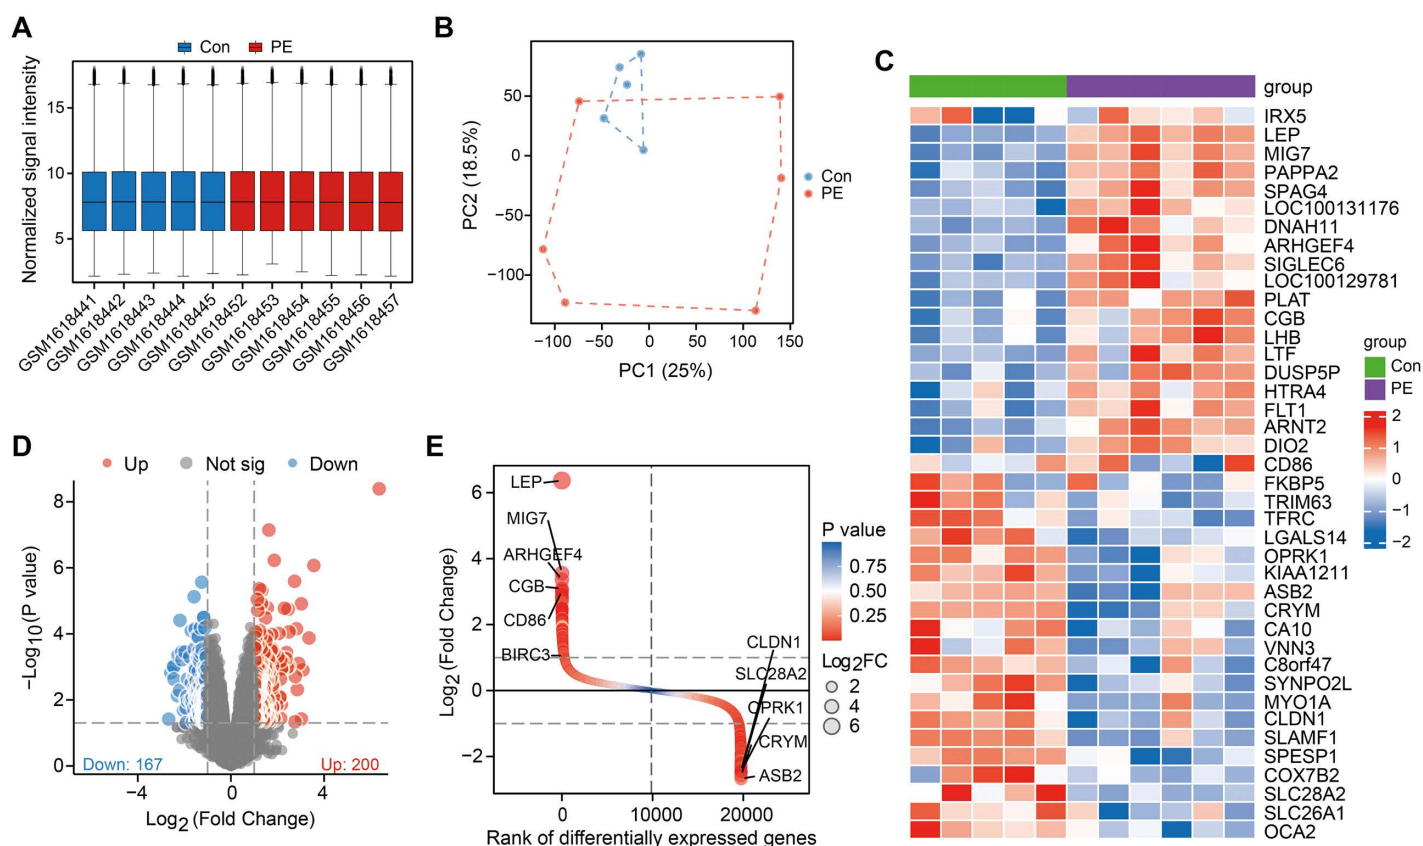 A
Con PE
Normalized signal intensity
15
10
5
GSM1618441
GSM1618442
GSM1618443
GSM1618444
GSM1618445
GSM1618452
GSM1618453
GSM1618454
GSM1618455
GSM1618456
GSM1618457
B
PC2 (18.5%)
50
0
−50
−100
−100 −50 0 50 100 150
PC1 (25%)
Con
PE
C
group
IRX5
LEP
MIG7
PAPPA2
SPAG4
LOC100131176
DNAH11
ARHGEF4
SIGLEC6
LOC100129781
PLAT
CGB
LHB
LTF
DUSP5P
HTRA4
FLT1
ARNT2
DIO2
CD86
FKBP5
TRIM63
TFRC
LGALS14
OPRK1
KIAA1211
ASB2
CRYM
CA10
VNN3
C8orf47
SYNPO2L
MYO1A
CLDN1
SLAMF1
SPESP1
COX7B2
SLC28A2
SLC26A1
OCA2
group
Con
PE
2
1
0
−1
−2
D
Up Not sig Down
−Log10(P value)
8
6
4
2
0
Down: 167 Up: 200
−4 0 4
Log2 (Fold Change)
E
Log2 (Fold Change)
6
4
2
0
−2
LEP
MIG7
ARHGEF4
CGB
CD86
BIRC3
CLDN1
SLC28A2
OPRK1
CRYM
ASB2
0 10000 20000
Rank of differentially expressed genes
P value
0.75
0.50
0.25
Log2FC
2
4
6